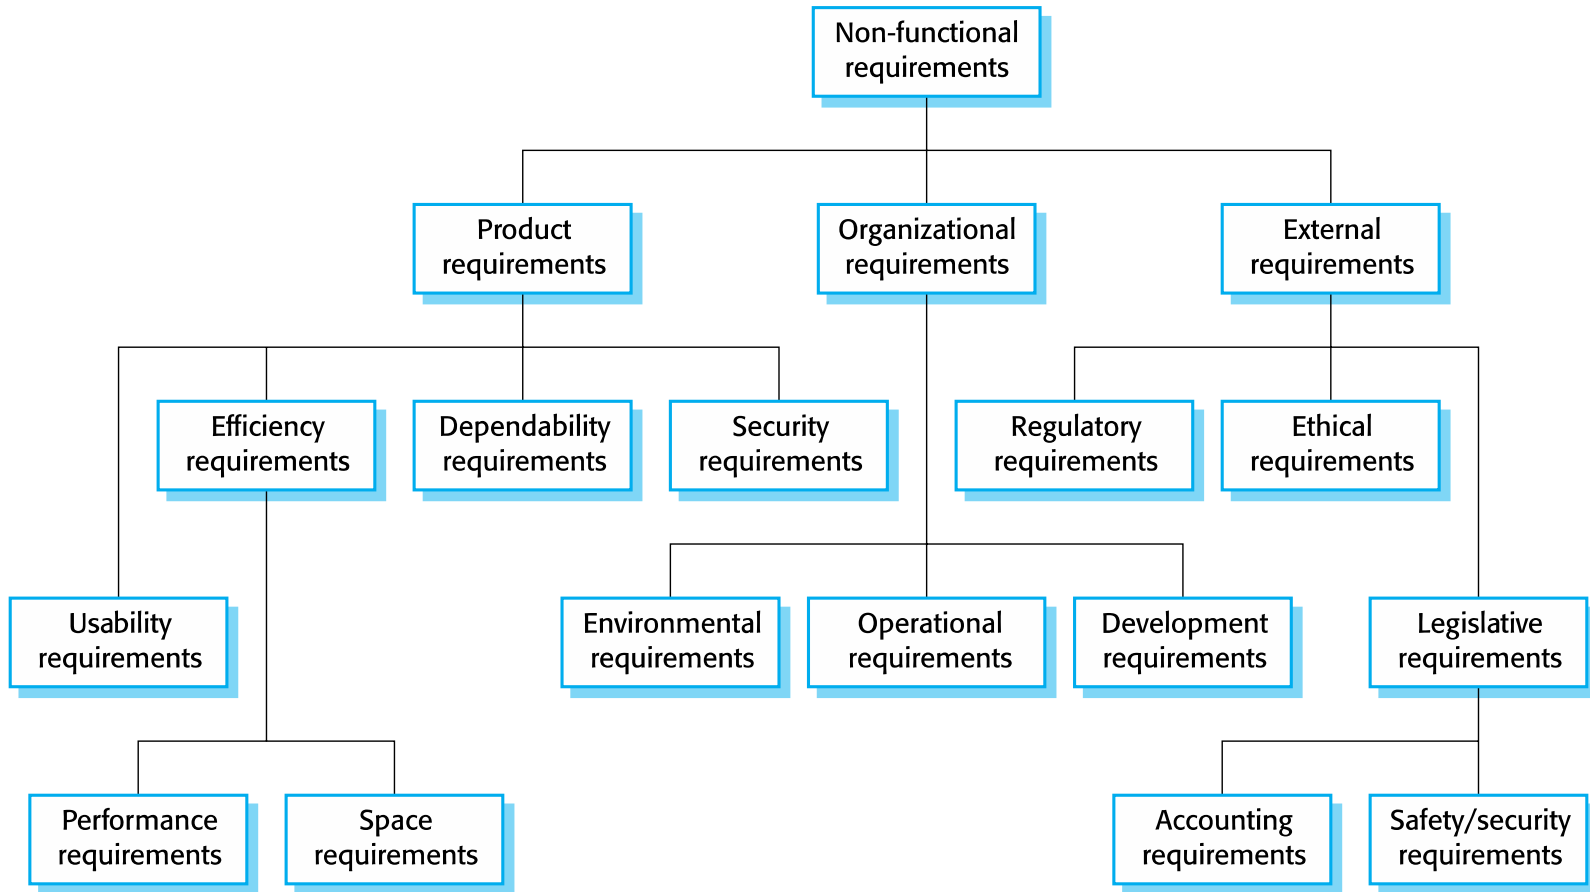 Non-functional
requirements
Product
requirements
Organizational
requirements
External
requirements
Efficiency
requirements
Dependability
requirements
Security
requirements
Regulatory
requirements
Ethical
requirements
Usability
requirements
Environmental
requirements
Operational
requirements
Development
requirements
Legislative
requirements
Performance
requirements
Space
requirements
Accounting
requirements
Safety/security
requirements